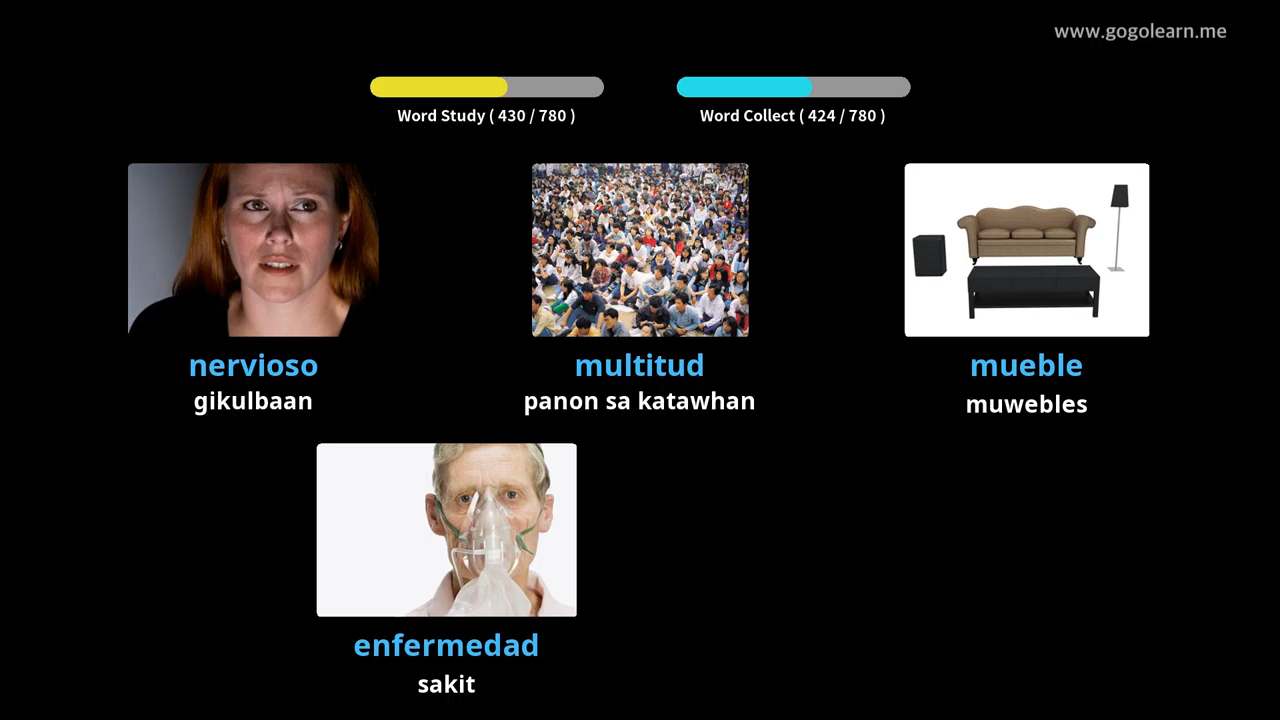 www.gogolearn.me
Word Study ( 430 / 780 )
Word Collect ( 424 / 780 )
nervioso
gikulbaan
multitud
panon sa katawhan
mueble
muwebles
enfermedad
sakit